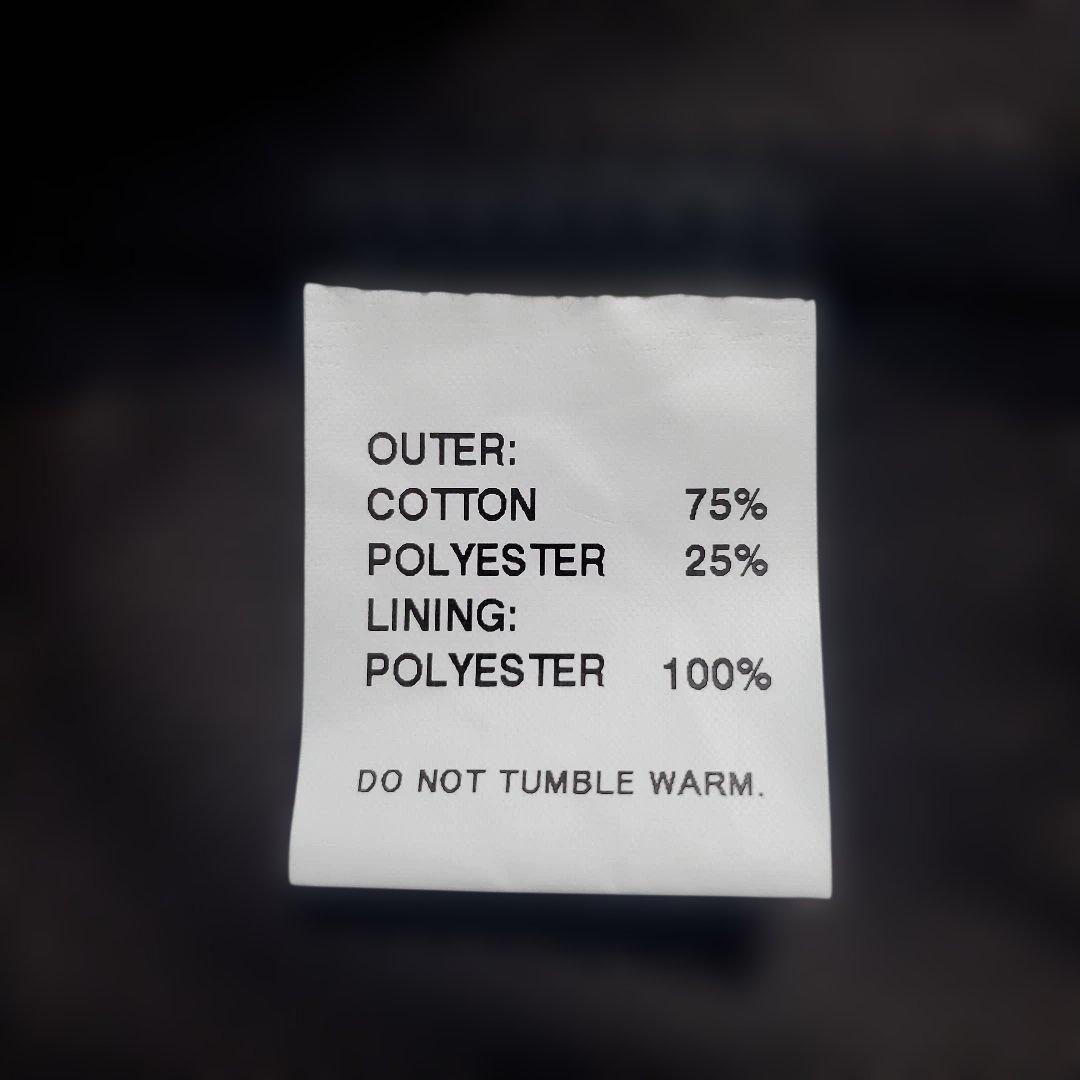 OUTER:
COTTON 75%
POLYESTER 25%
LINING:
POLYESTER 100%
DO NOT TUMBLE WARM.